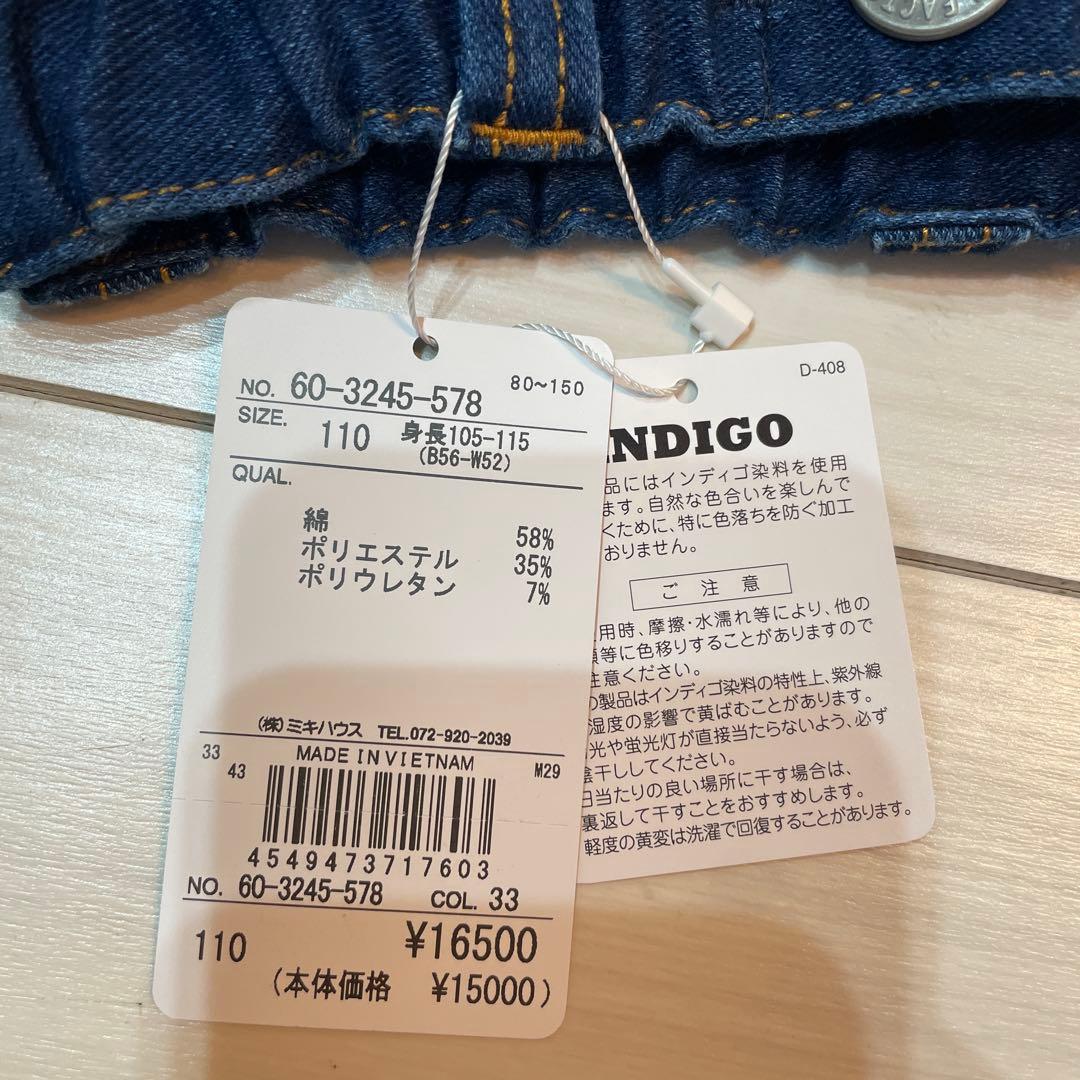 FACT
NO. 60-3245-578 80~150
SIZE. 110 身長105-115
(B56-W52)
QUAL.
綿 58%
ポリエステル 35%
ポリウレタン 7%
(株)ミキハウス TEL.072-920-2039
33 MADE IN VIETNAM
43 M29
4549473717603
NO. 60-3245-578 COL. 33
110 ¥16500
(本体価格 ¥15000)
D-408
INDIGO
品にはインディゴ染料を使用
ます。自然な色合いを楽しんで
くために、特に色落ちを防ぐ加工
おりません。
ご注意
用時、摩擦・水濡れ等により、他の
類等に色移りすることがありますので
注意ください。
の製品はインディゴ染料の特性上、紫外線
湿度の影響で黄ばむことがあります。
光や蛍光灯が直接当たらないよう、必ず
陰干ししてください。
日当たりの良い場所に干す場合は、
裏返して干すことをおすすめします。
軽度の黄変は洗濯で回復することがあります。